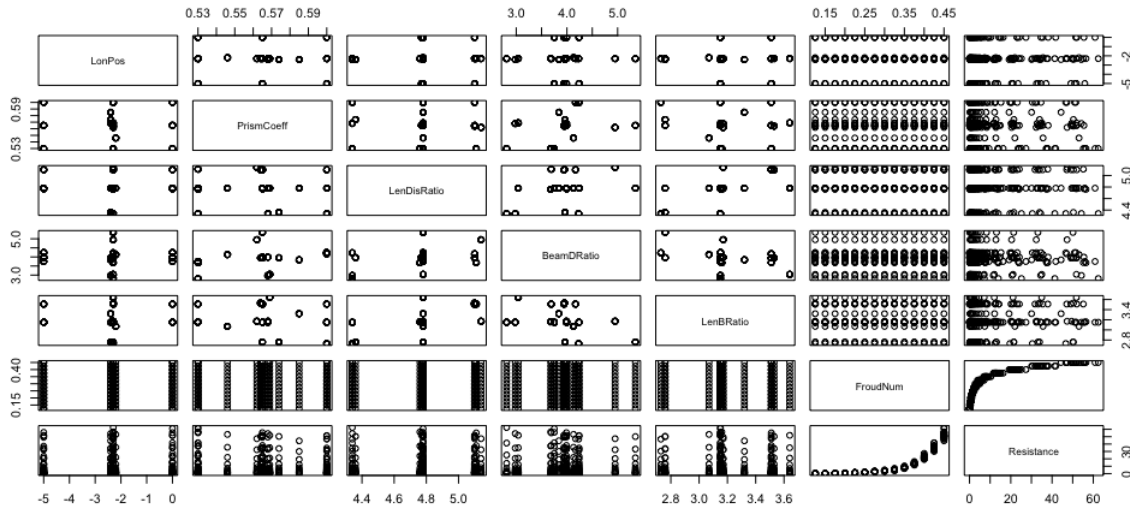 0.53 0.55 0.57 0.59 3.0 4.0 5.0 0.15 0.25 0.35 0.45
LonPos -5 -2
0.53 0.59 PrismCoeff
LenDisRatio 4.4 5.0
3.0 5.0 BeamDRatio
LenBRatio 2.8 3.4
0.15 0.40 FroudNum
Resistance 0 30
-5 -4 -3 -2 -1 0 4.4 4.6 4.8 5.0 2.8 3.0 3.2 3.4 3.6 0 20 40 60